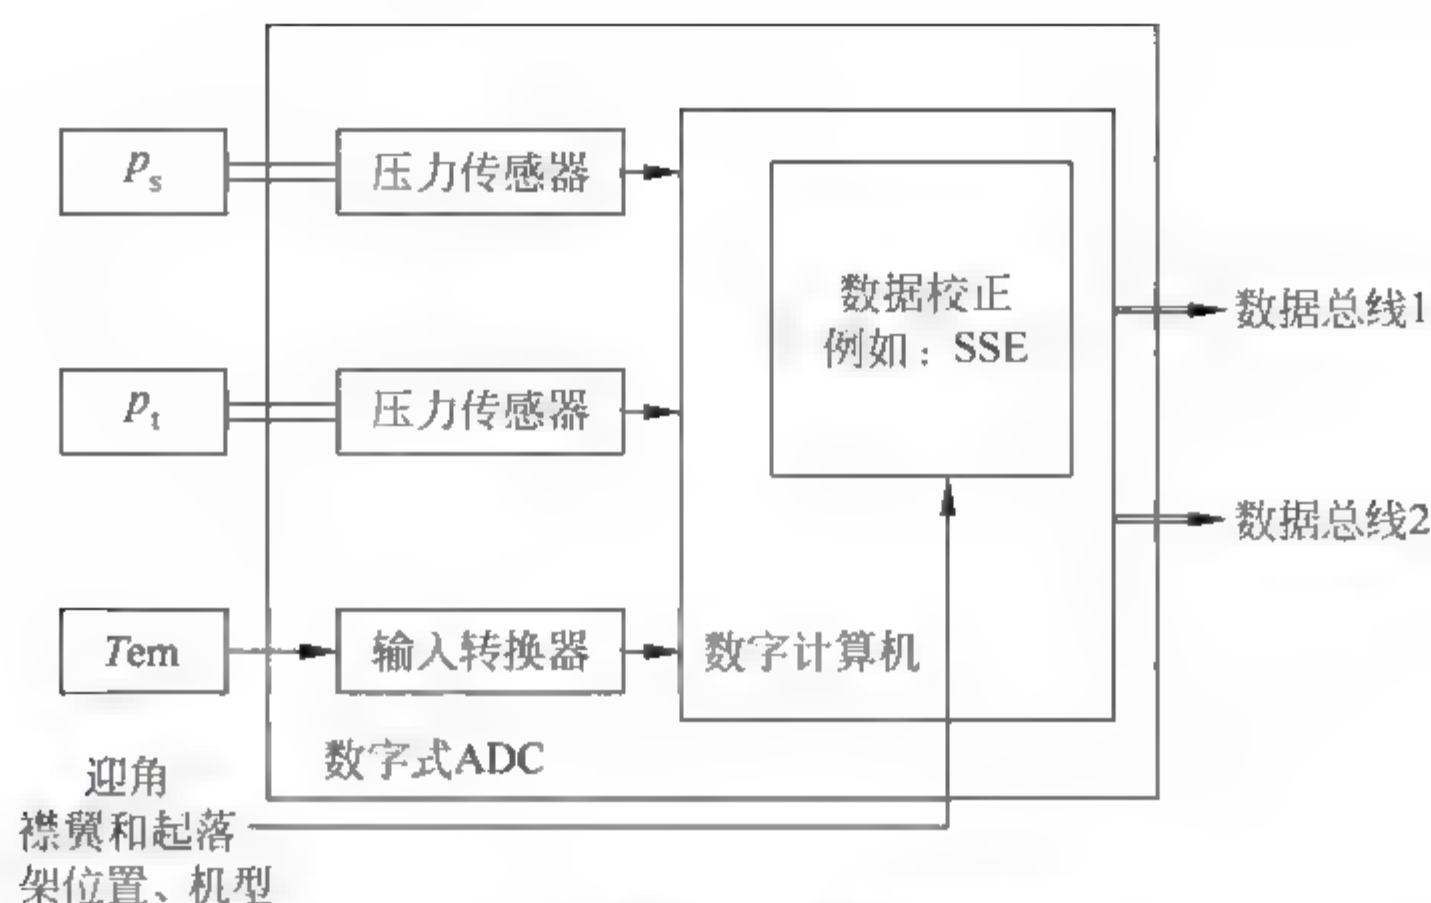 ps
压力传感器
数据校正
例如：SSE
数据总线1
pt
压力传感器
数据总线2
Tem
输入转换器
数字计算机
数字式ADC
迎角
襟翼和起落
架位置、机型